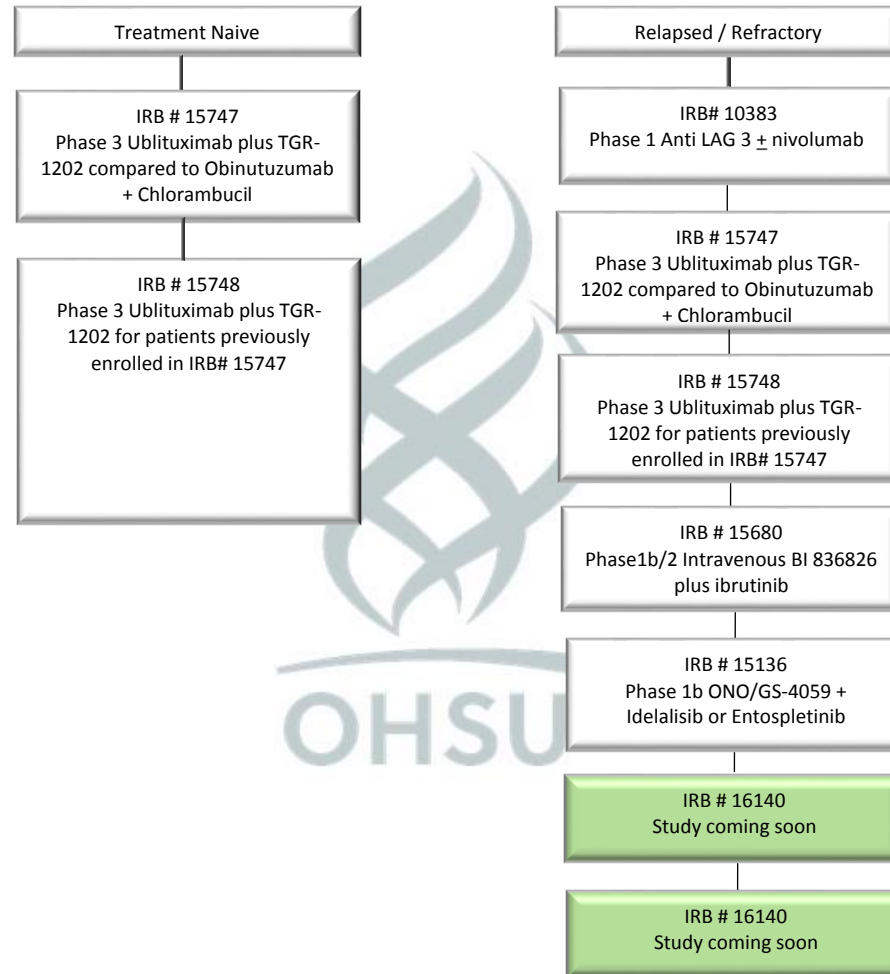 Treatment Naive
IRB # 15747
Phase 3 Ublituximab plus TGR-
1202 compared to Obinutuzumab
+ Chlorambucil
IRB # 15748
Phase 3 Ublituximab plus TGR-
1202 for patients previously
enrolled in IRB# 15747
Relapsed / Refractory
IRB# 10383
Phase 1 Anti LAG 3 + nivolumab
IRB # 15747
Phase 3 Ublituximab plus TGR-
1202 compared to Obinutuzumab
+ Chlorambucil
IRB # 15748
Phase 3 Ublituximab plus TGR-
1202 for patients previously
enrolled in IRB# 15747
IRB # 15680
Phase1b/2 Intravenous BI 836826
plus ibrutinib
IRB # 15136
Phase 1b ONO/GS-4059 +
Idelalisib or Entospletinib
IRB # 16140
Study coming soon
IRB # 16140
Study coming soon
OHSU